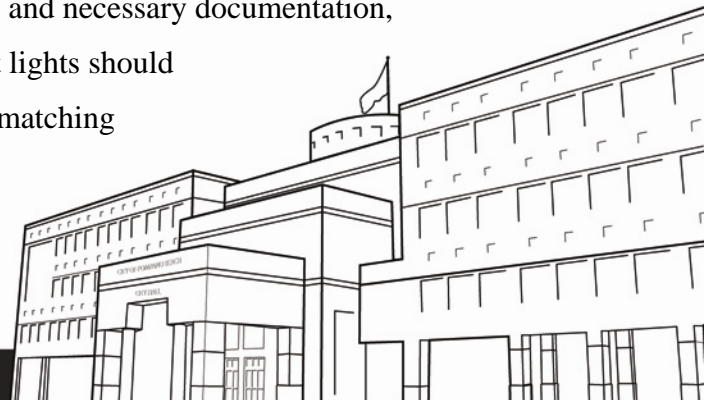 and necessary documentation,
lights should
matching
CITY OF POMPANO BEACH
CITY HALL